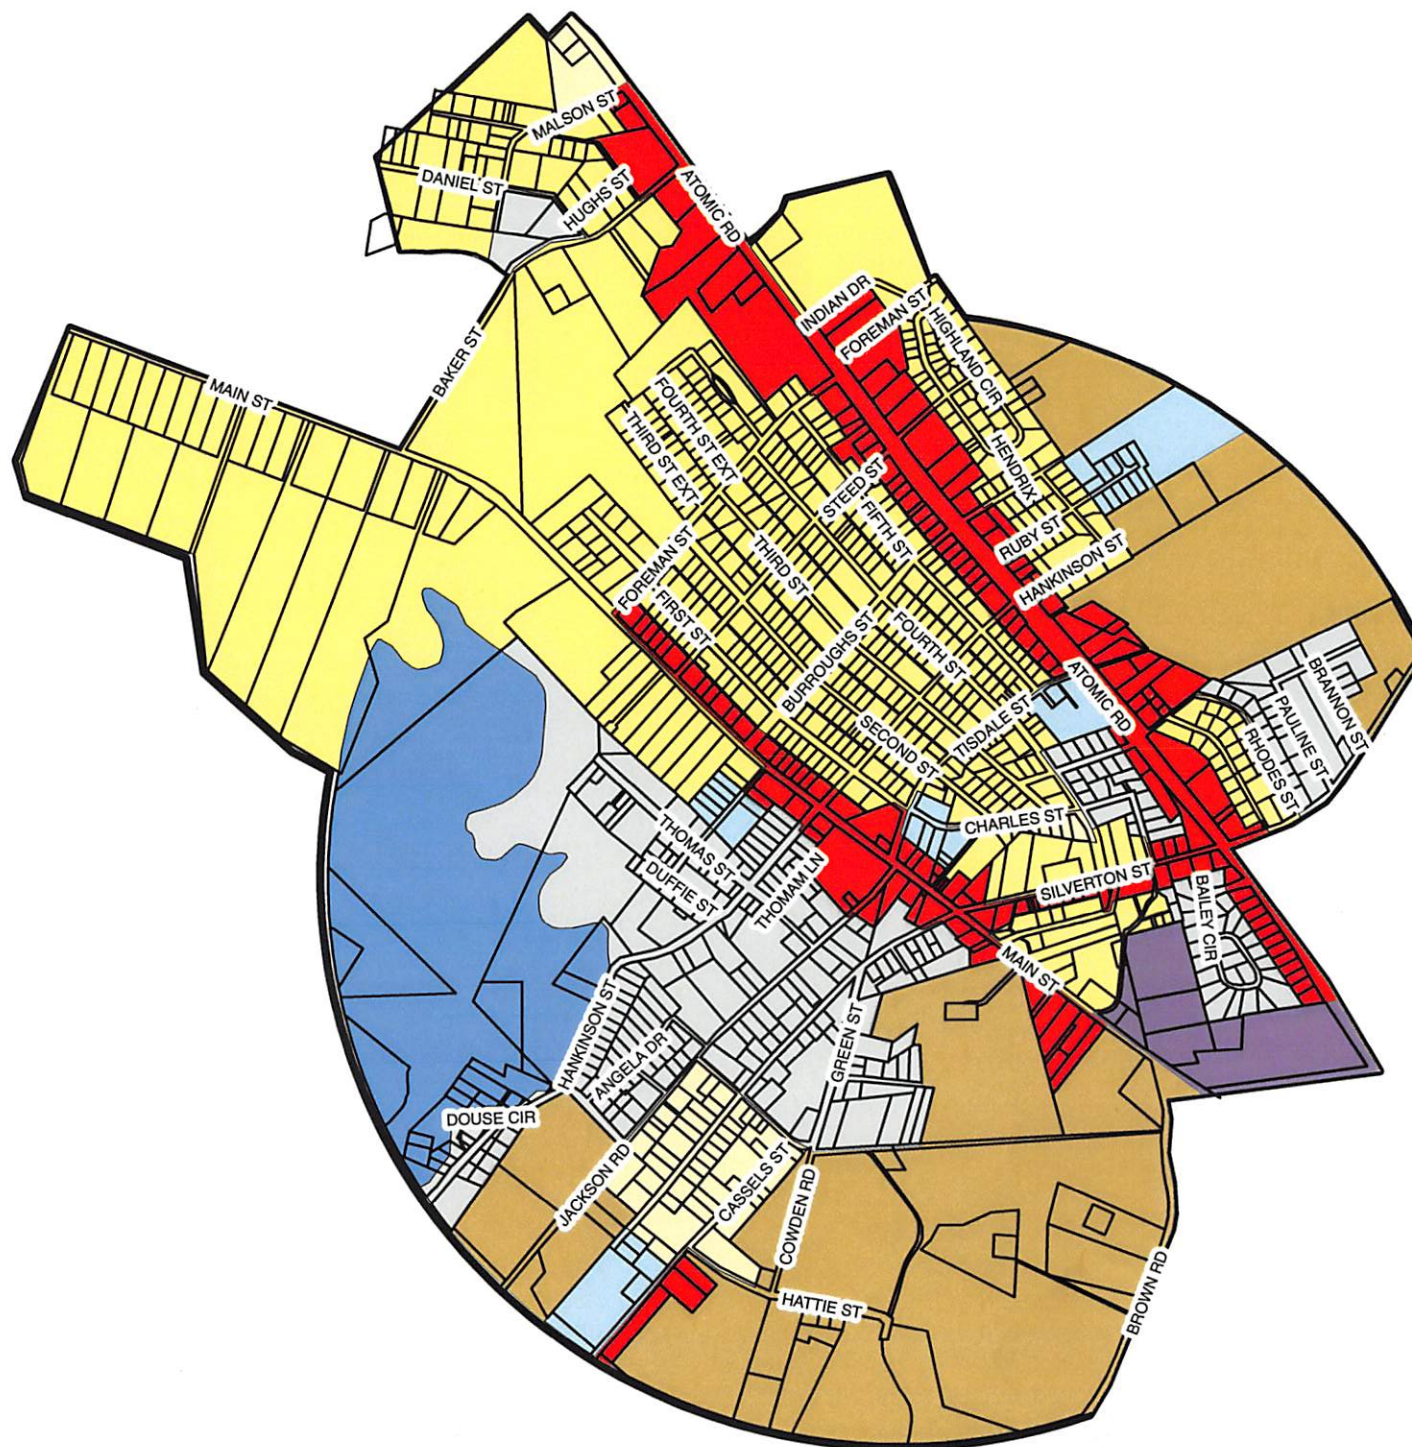 MALSON ST
DANIEL ST
HUGHS ST
ATOMIC RD
INDIAN DR
FOREMAN ST
HIGHLAND CIR
BAKER ST
MAIN ST
FOURTH ST EXT
THIRD ST EXT
HENDRIX
STEED ST
FIFTH ST
RUBY ST
HANKINSON ST
THIRD ST
FOREMAN ST
FIRST ST
BURROUGHS ST
FOURTH ST
ATOMIC RD
BRANNON ST
PAULINE ST
RHODES ST
TISDALE ST
SECOND ST
CHARLES ST
THOMAS ST
DUFFIE ST
THOMAM LN
SILVERTON ST
BAILEY CIR
MAIN ST
HANKINSON ST
ANGELA DR
GREEN ST
DOUSE CIR
JACKSON RD
CASSELS ST
COWDEN RD
HATTIE ST
BROWN RD